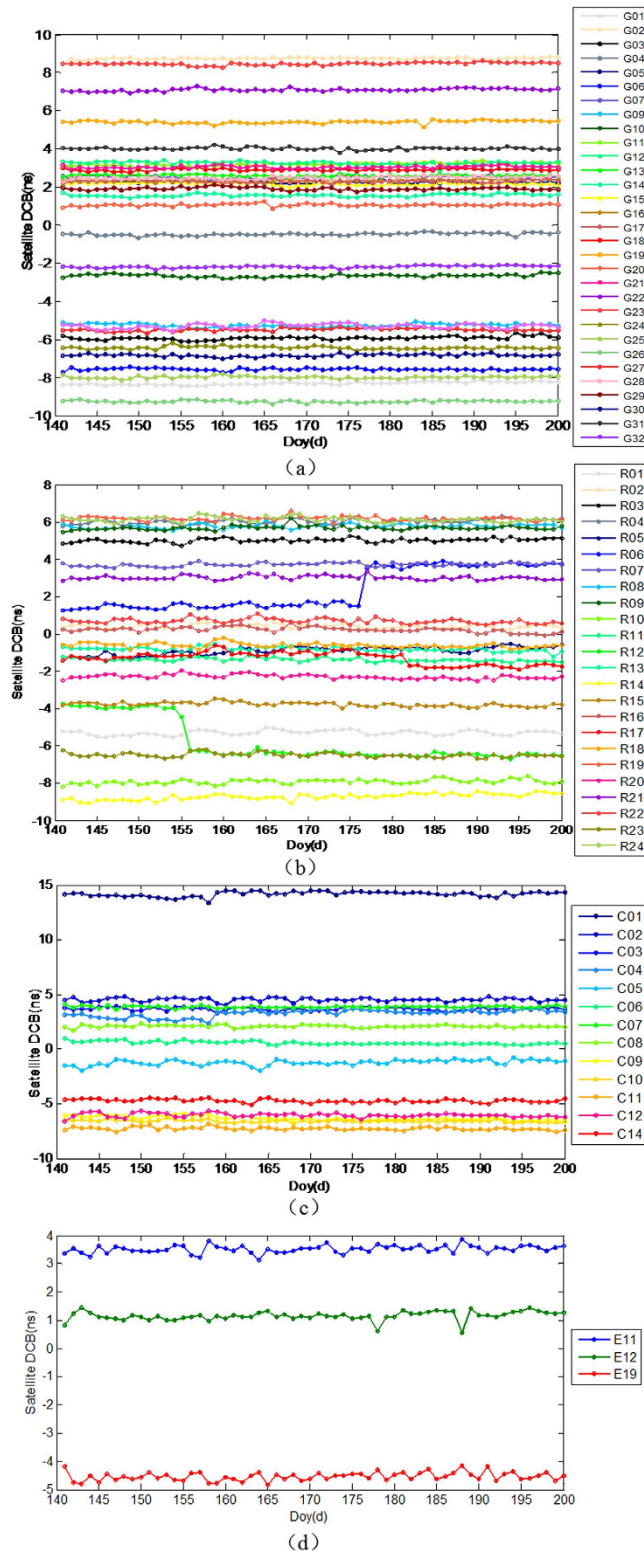 10
8
6
4
2
0
-2
-4
-6
-8
-10
Satellite DCB(ns)
140 145 150 155 160 165 170 175 180 185 190 195 200
Doy(d)
G01
G02
G03
G04
G05
G06
G07
G09
G10
G11
G12
G13
G14
G15
G16
G17
G18
G19
G20
G21
G22
G23
G24
G25
G26
G27
G28
G29
G30
G31
G32
(a)
8
6
4
2
0
-2
-4
-6
-8
-10
Satellite DCB(ns)
140 145 150 155 160 165 170 175 180 185 190 195 200
Doy(d)
R01
R02
R03
R04
R05
R06
R07
R08
R09
R10
R11
R12
R13
R14
R15
R16
R17
R18
R19
R20
R21
R22
R23
R24
(b)
15
10
5
0
-5
-10
Satellite DCB(ns)
140 145 150 155 160 165 170 175 180 185 190 195 200
Doy(d)
C01
C02
C03
C04
C05
C06
C07
C08
C09
C10
C11
C12
C14
(c)
4
3
2
1
0
-1
-2
-3
-4
-5
Satellite DCB(ns)
140 145 150 155 160 165 170 175 180 185 190 195 200
Doy(d)
E11
E12
E19
(d)